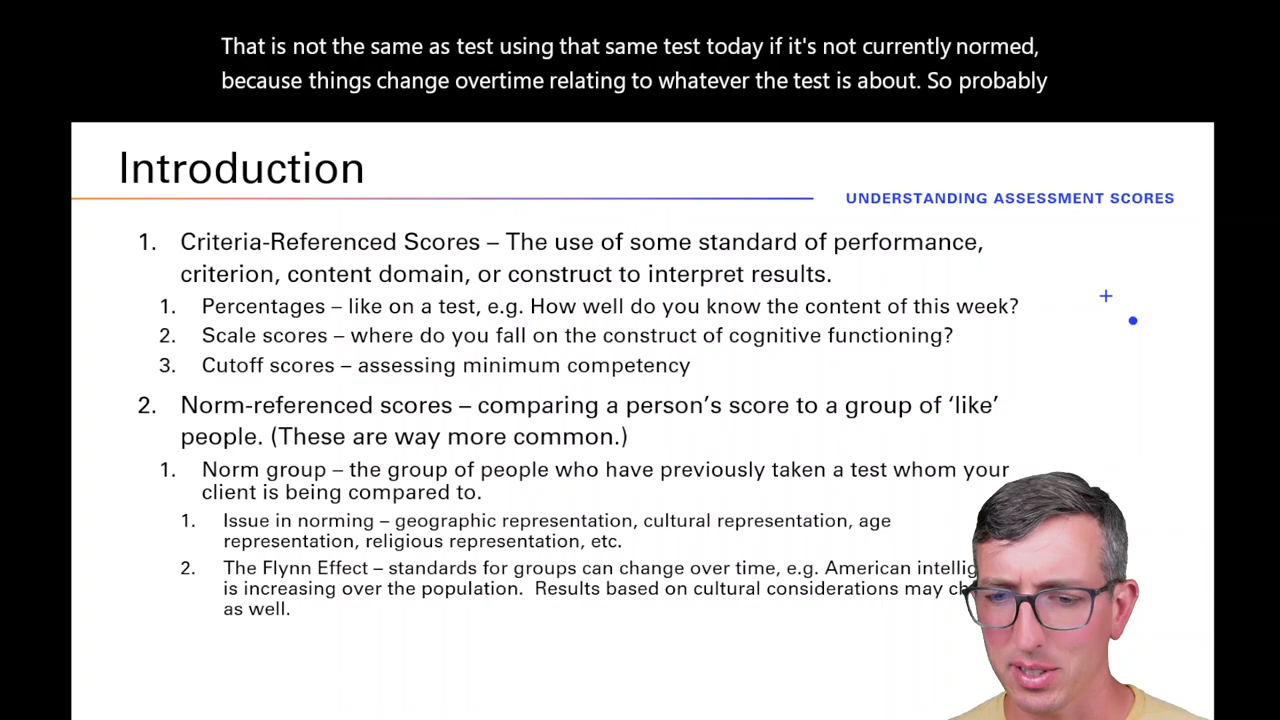 That is not the same as test using that same test today if it's not currently normed,
because things change overtime relating to whatever the test is about. So probably
Introduction
UNDERSTANDING ASSESSMENT SCORES
1. Criteria-Referenced Scores – The use of some standard of performance,
criterion, content domain, or construct to interpret results.
1. Percentages – like on a test, e.g. How well do you know the content of this week?
2. Scale scores – where do you fall on the construct of cognitive functioning?
3. Cutoff scores – assessing minimum competency
2. Norm-referenced scores – comparing a person's score to a group of 'like'
people. (These are way more common.)
1. Norm group – the group of people who have previously taken a test whom your
client is being compared to.
1. Issue in norming – geographic representation, cultural representation, age
representation, religious representation, etc.
2. The Flynn Effect – standards for groups can change over time, e.g. American
is increasing over the population. Results based on cultural considerations may
as well.